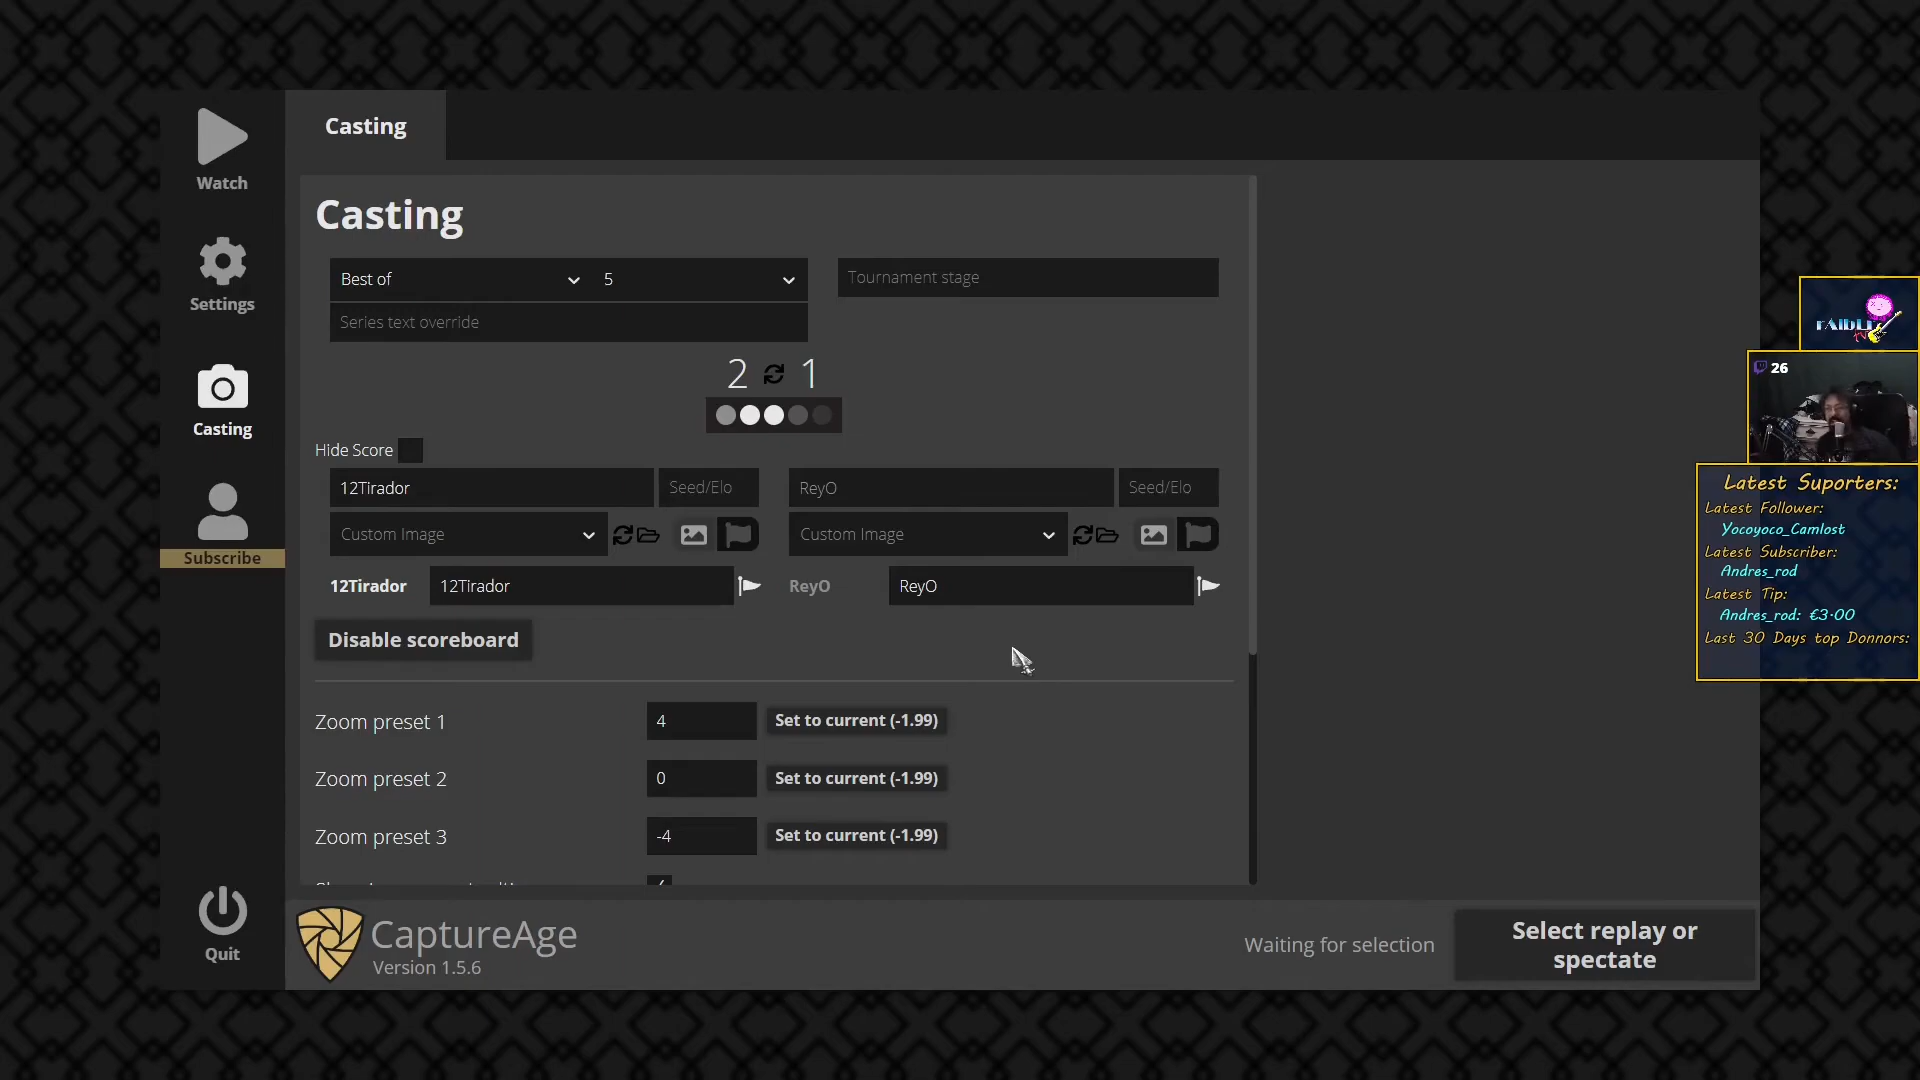 Watch
Settings
Casting
Subscribe
Quit
Casting
Casting
Best of
5
Tournament stage
Series text override
2 1
Hide Score
12Tirador
Seed/Elo
ReyO
Seed/Elo
Custom Image
Custom Image
12Tirador
12Tirador
ReyO
ReyO
Disable scoreboard
Zoom preset 1
4
Set to current (-1.99)
Zoom preset 2
0
Set to current (-1.99)
Zoom preset 3
-4
Set to current (-1.99)
CaptureAge
Version 1.5.6
Waiting for selection
Select replay or
spectate
26
Latest Suporters:
Latest Follower:
Yocoyoco_Camlost
Latest Subscriber:
Andres_rod
Latest Tip:
Andres_rod: €3.00
Last 30 Days top Donnors: